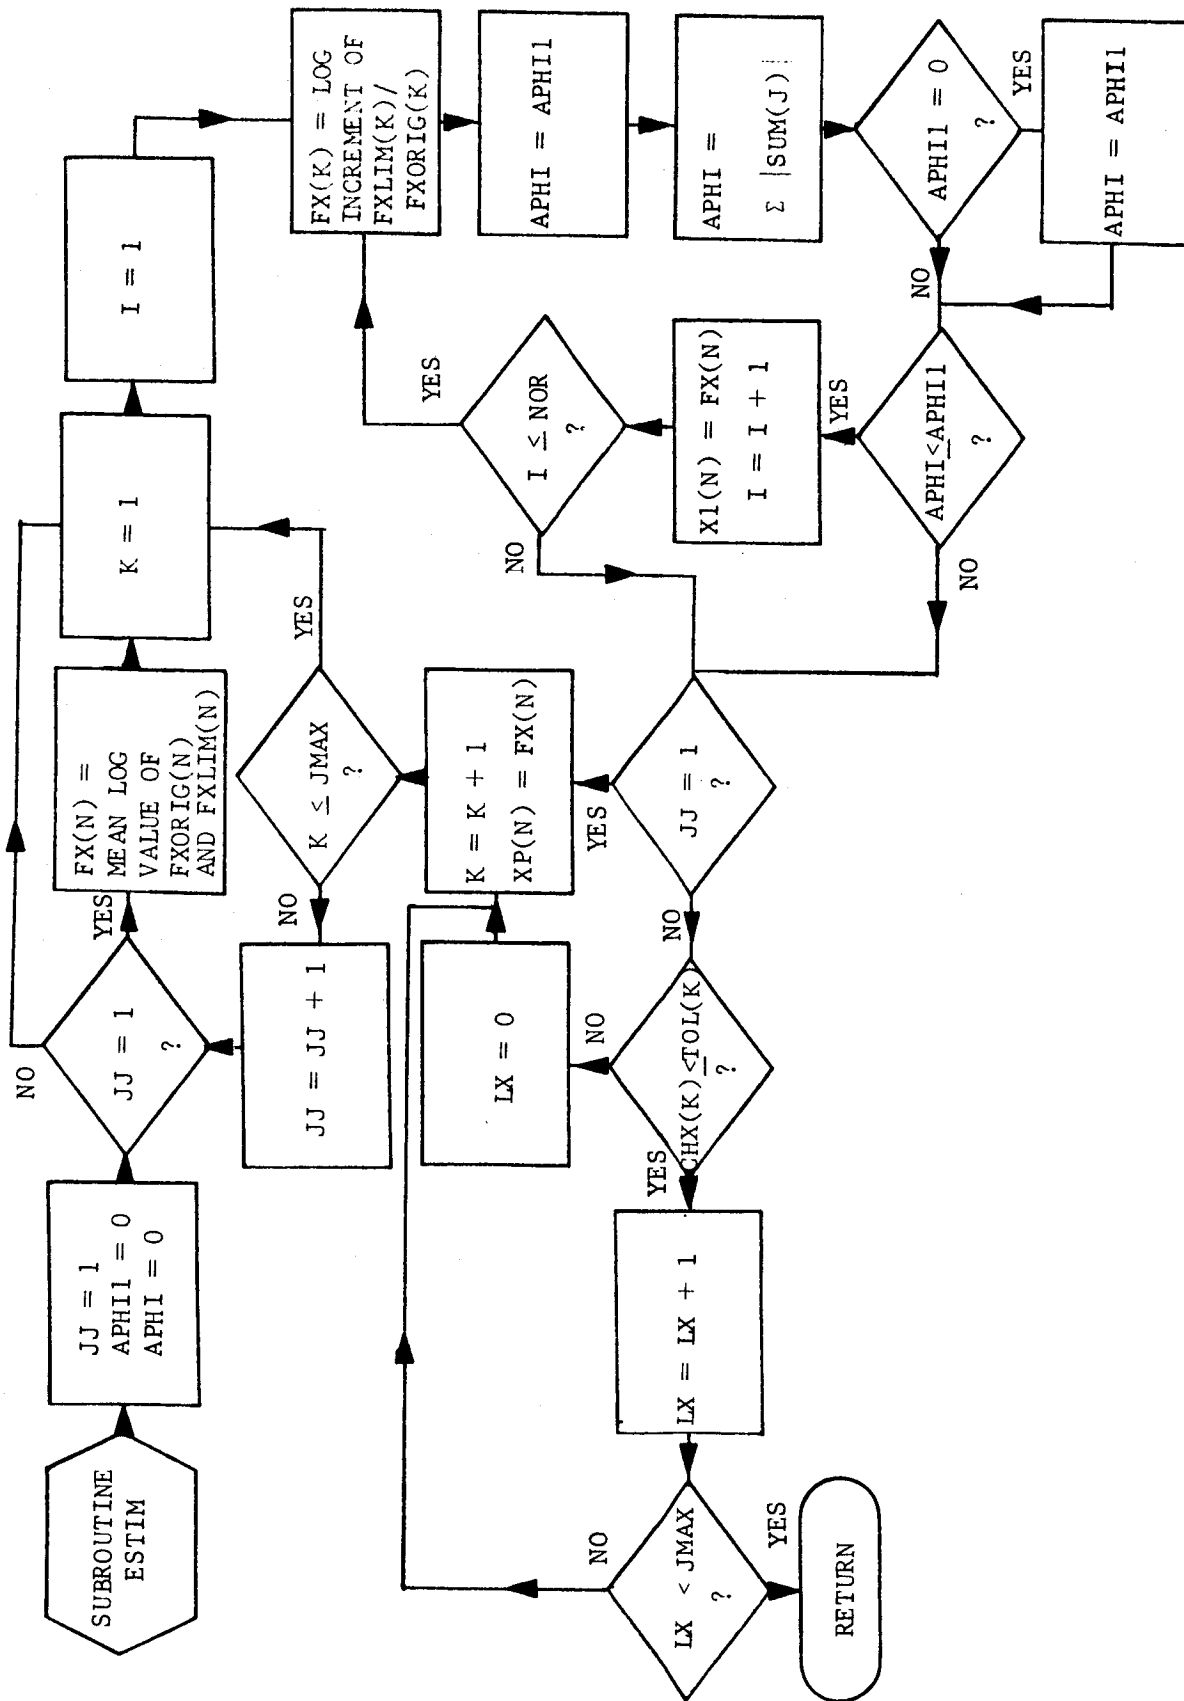 SUBROUTINE
ESTIM
JJ = 1
APHI1 = 0
APHI = 0
JJ = 1
?
NO
YES
FX(N) =
MEAN LOG
VALUE OF
FXORIG(N)
AND FXLIM(N)
K = 1
I = 1
FX(K) = LOG
INCREMENT OF
FXLIM(K)/
FXORIG(K)
APHI = APHI1
APHI =
Σ |SUM(J)|
APHI1 = 0
?
YES
APHI = APHI1
NO
APHI≤APHI1
?
YES
NO
X1(N) = FX(N)
I = I + 1
I ≤ NOR
?
YES
NO
JJ = 1
?
YES
NO
K = K + 1
XP(N) = FX(N)
K ≤ JMAX
?
YES
NO
JJ = JJ + 1
CHX(K)≤TOL(K)
?
NO
LX = 0
YES
LX = LX + 1
LX < JMAX
?
NO
YES
RETURN